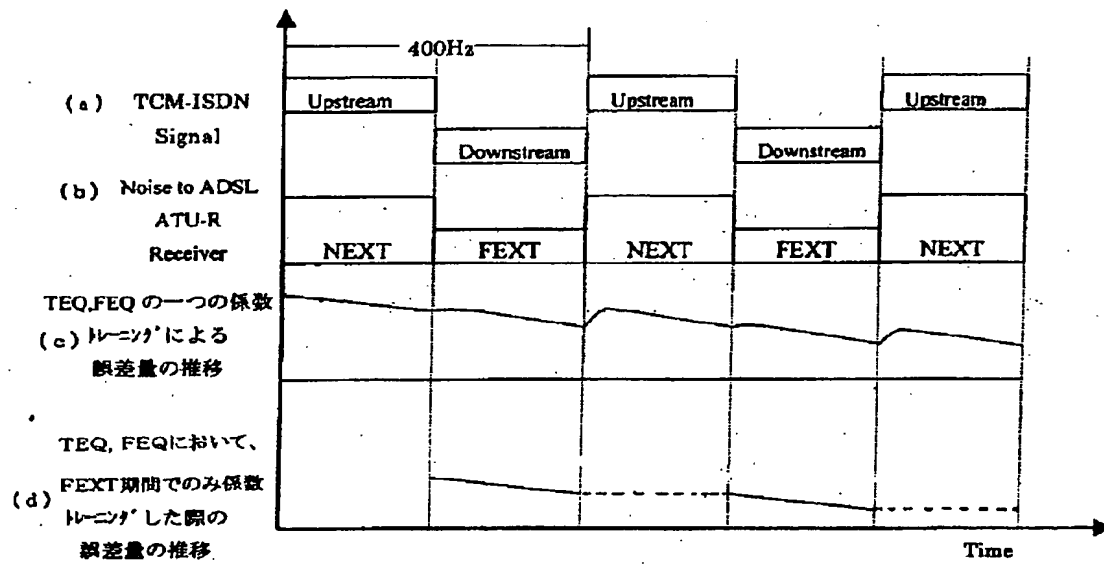 400Hz
(a) TCM-ISDN
Signal
Upstream
Upstream
Upstream
Downstream
Downstream
(b) Noise to ADSL
ATU-R
Receiver
NEXT
FEXT
NEXT
FEXT
NEXT
TEQ,FEQ の一つの係数
(c) ﾄﾚｰﾆﾝｸﾞによる
誤差量の推移
TEQ, FEQにおいて、
(d) FEXT期間でのみ係数
ﾄﾚｰﾆﾝｸﾞした際の
誤差量の推移
Time